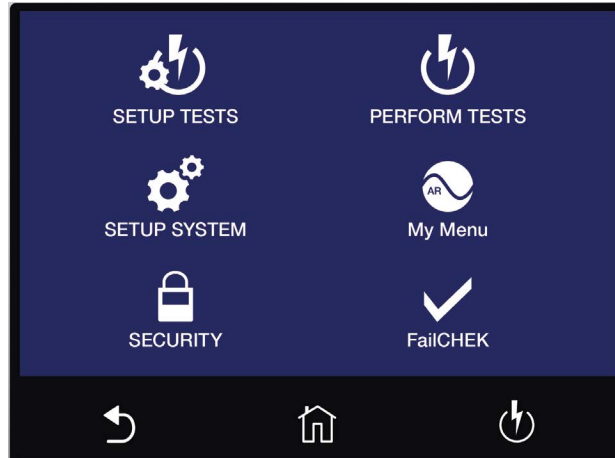 SETUP TESTS
PERFORM TESTS
SETUP SYSTEM
AR
My Menu
SECURITY
FailCHEK